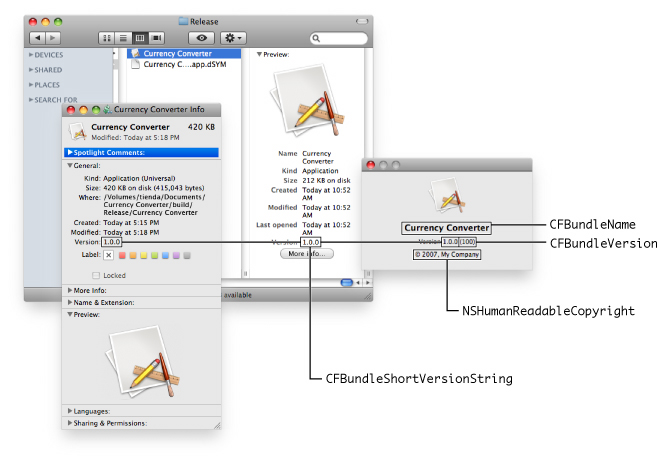 Release
DEVICES
SHARED
PLACES
SEARCH FOR
Currency Converter
Currency C....app.dSYM
Preview:
Name Currency Converter
Kind Application
Size 212 KB on disk
Created Today at 10:52 AM
Modified Today at 10:52 AM
Last opened Today at 10:52 AM
Version 1.0.0
More info...
available
Currency Converter Info
Currency Converter 420 KB
Modified: Today at 5:18 PM
Spotlight Comments:
General:
Kind: Application (Universal)
Size: 420 KB on disk (415,043 bytes)
Where: /Volumes/tienda/Documents/
Currency Converter/build/
Release/Currency Converter
Created: Today at 5:15 PM
Modified: Today at 5:18 PM
Version: 1.0.0
Label:
Locked
More Info:
Name & Extension:
Preview:
Languages:
Sharing & Permissions:
Currency Converter
Version 1.0.0 (100)
© 2007, My Company
CFBundleName
CFBundleVersion
NSHumanReadableCopyright
CFBundleShortVersionString